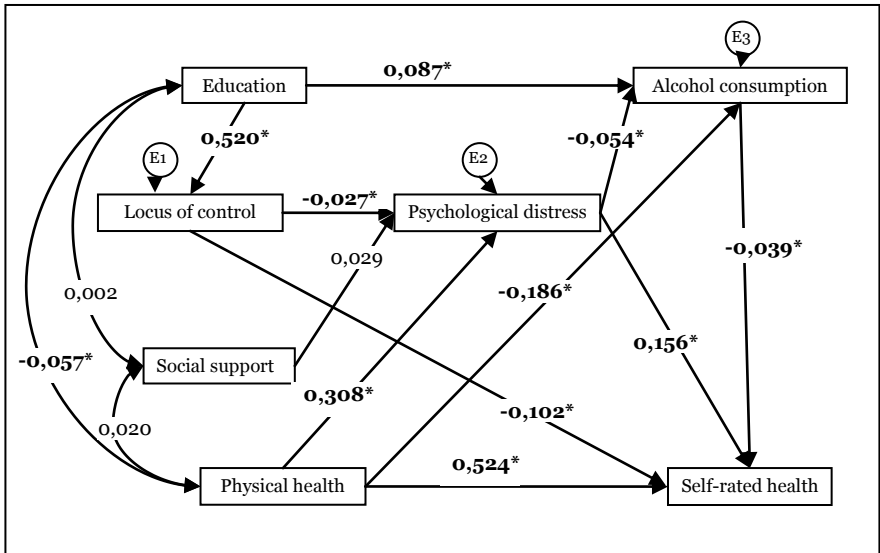 E3
Education
0,087*
Alcohol consumption
0,520*
-0,054*
E1
E2
Locus of control
-0,027*
Psychological distress
0,029
-0,039*
0,002
-0,186*
0,156*
-0,057*
Social support
0,308*
-0,102*
0,020
0,524*
Physical health
Self-rated health